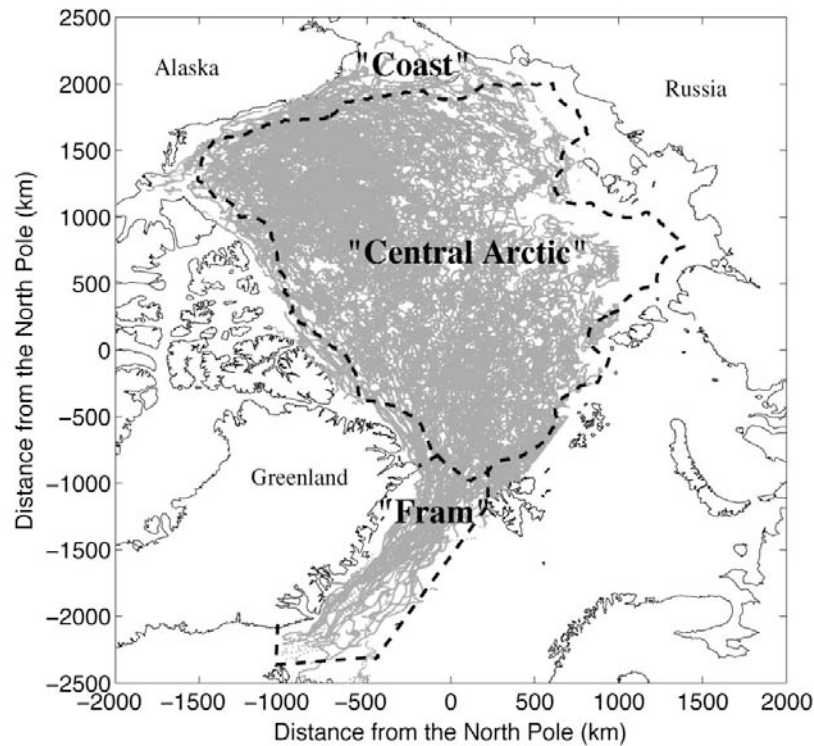 2500
2000
1500
1000
500
0
−500
−1000
−1500
−2000
−2500
Distance from the North Pole (km)
Alaska
"Coast"
Russia
"Central Arctic"
Greenland
"Fram"
−2000 −1500 −1000 −500 0 500 1000 1500 2000
Distance from the North Pole (km)